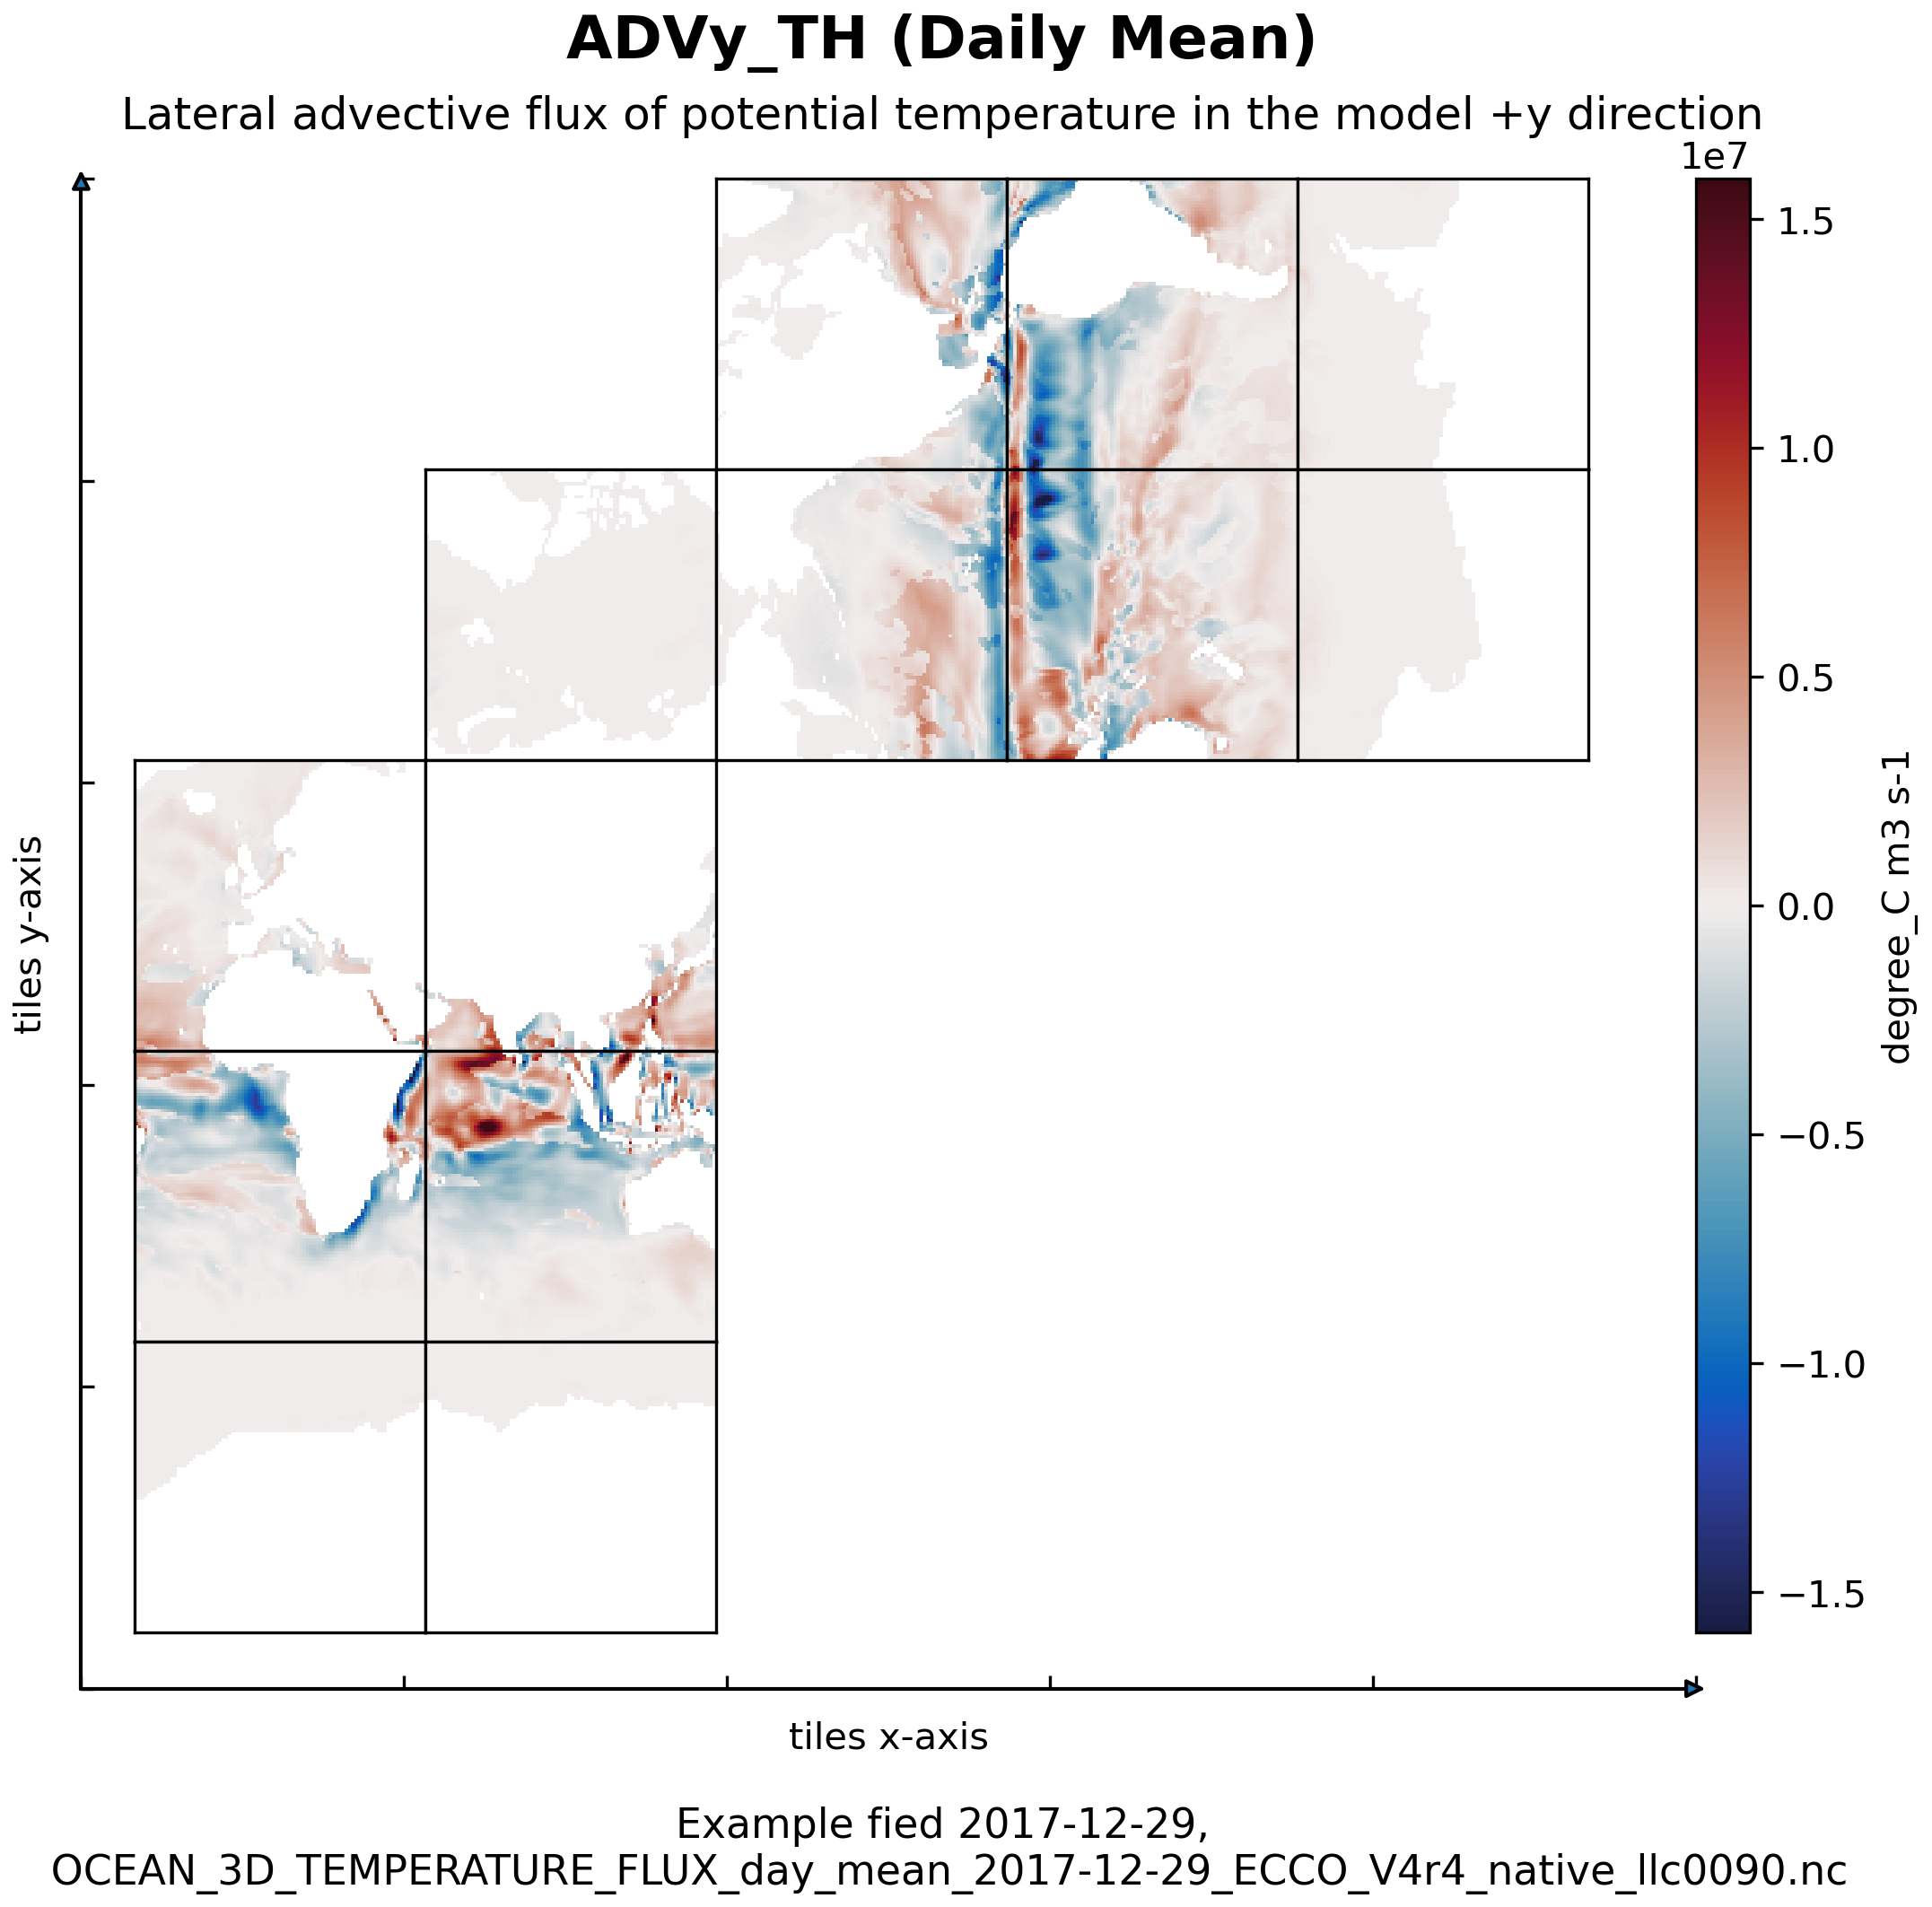 ADVy_TH (Daily Mean)
Lateral advective flux of potential temperature in the model +y direction
1e7
1.5
1.0
0.5
0.0
−0.5
−1.0
−1.5
degree_C m3 s-1
tiles y-axis
tiles x-axis
Example fied 2017-12-29,
OCEAN_3D_TEMPERATURE_FLUX_day_mean_2017-12-29_ECCO_V4r4_native_llc0090.nc